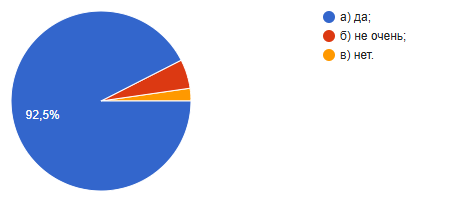 а) да;
б) не очень;
в) нет.
92,5%